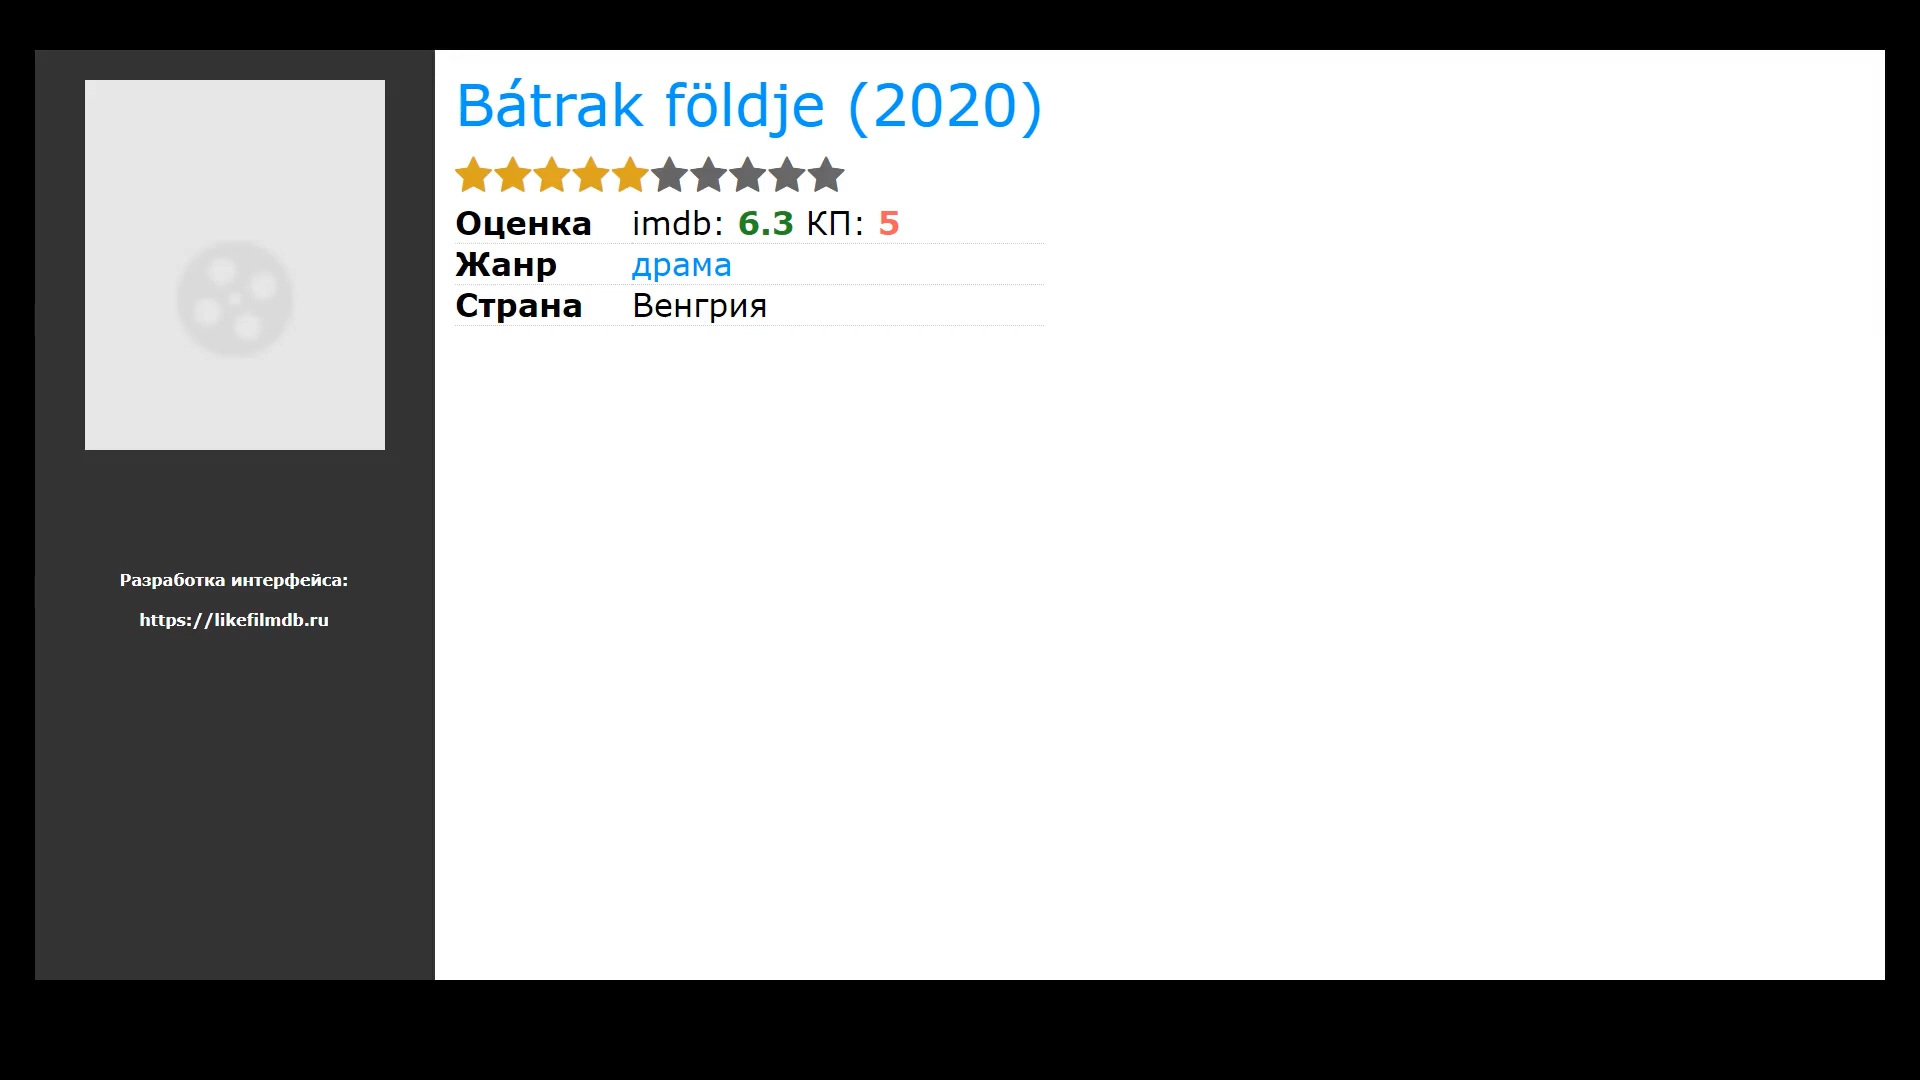 Bátrak földje (2020)
Оценка imdb: 6.3 КП: 5
Жанр драма
Страна Венгрия
Разработка интерфейса:
https://likefilmdb.ru